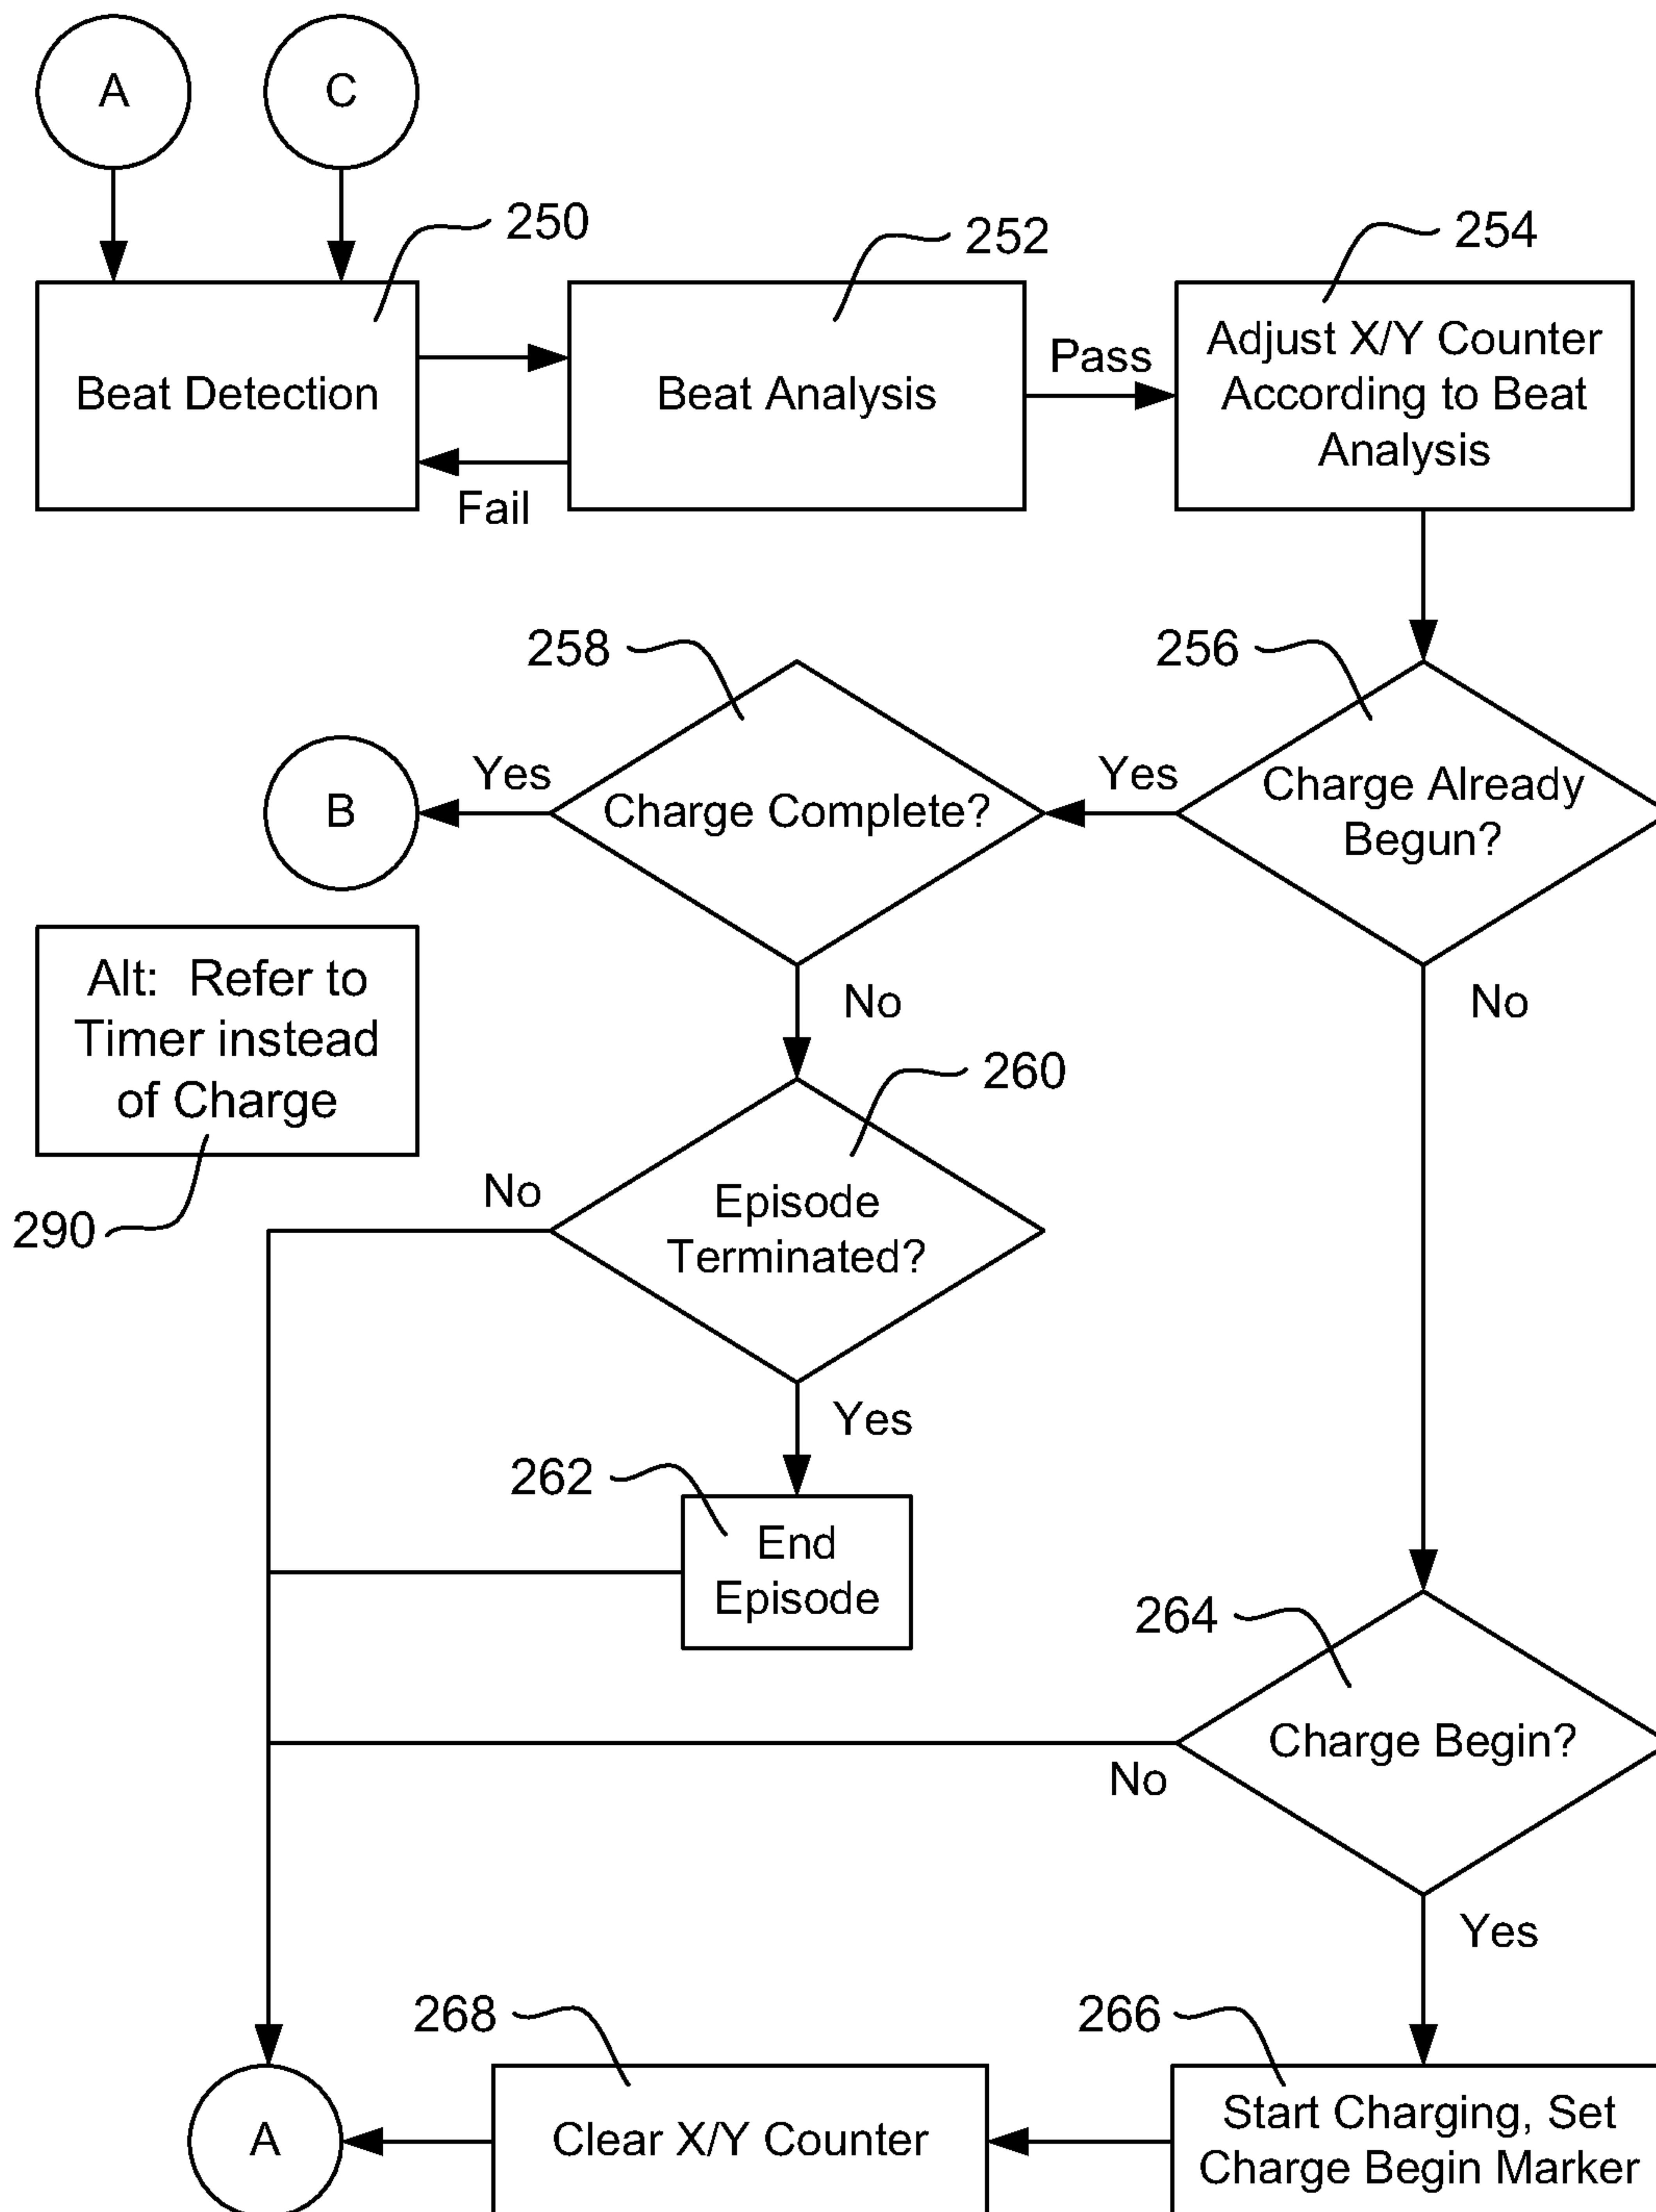 A
C
250
252
254
Beat Detection
Beat Analysis
Pass
Fail
Adjust X/Y Counter
According to Beat
Analysis
258
256
B
Yes
Charge Complete?
Yes
Charge Already
Begun?
Alt: Refer to
Timer instead
of Charge
290
No
No
260
No
Episode
Terminated?
Yes
262
End
Episode
264
Charge Begin?
No
Yes
268
266
A
Clear X/Y Counter
Start Charging, Set
Charge Begin Marker